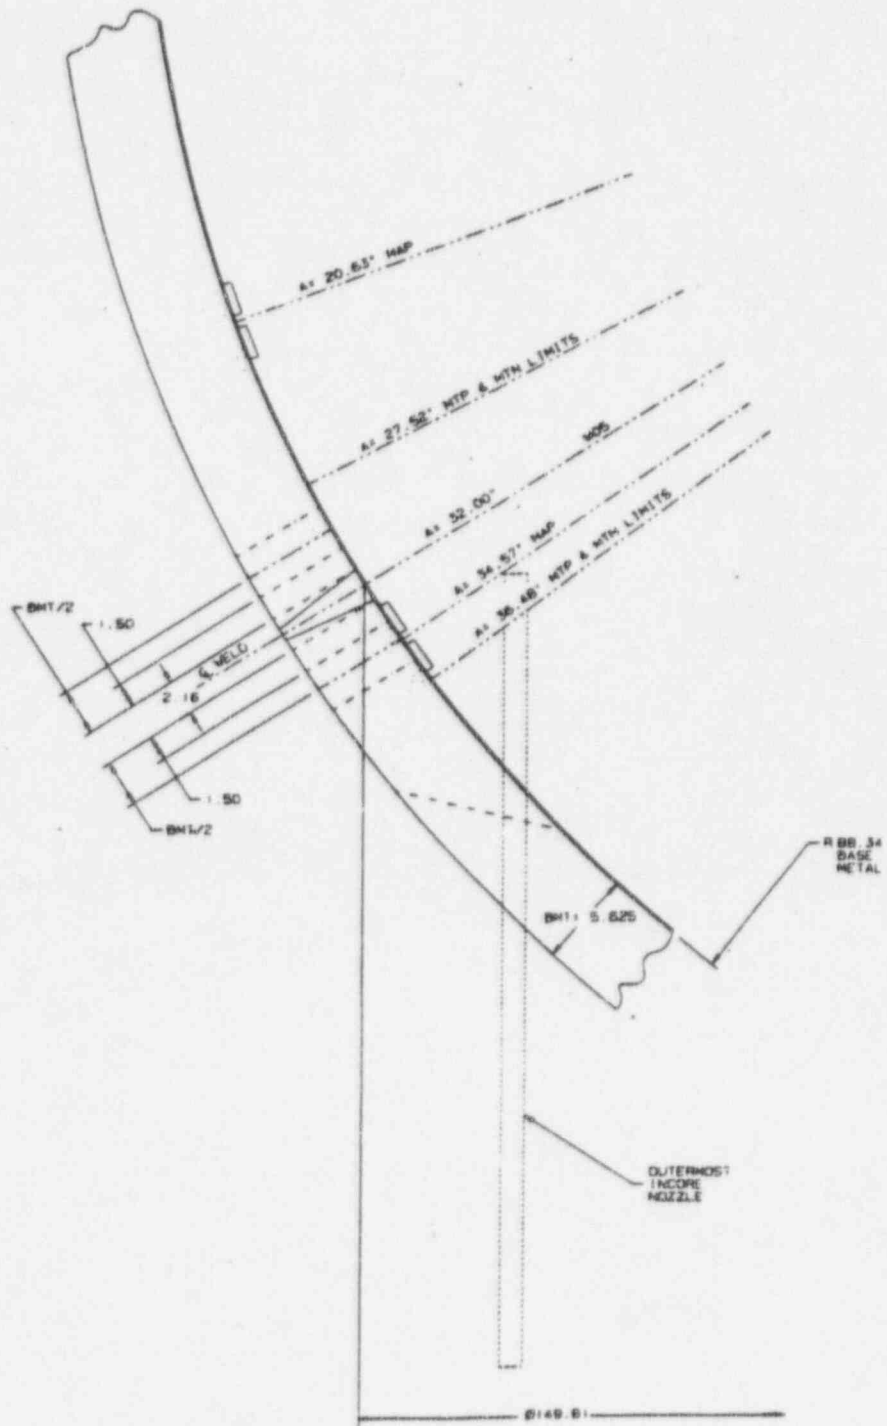 A= 20.63° MAP
A= 27.52° MTP & MTN LIMITS
W05
A= 32.00°
A= 34.57° MAP
A= 36.48° MTP & MTN LIMITS
BMT/2
1.50
℄ WELD
2.16
1.50
BMT/2
R 88.34
BASE
METAL
BMT= 5.625
OUTERMOST
INCORE
NOZZLE
Ø149.81